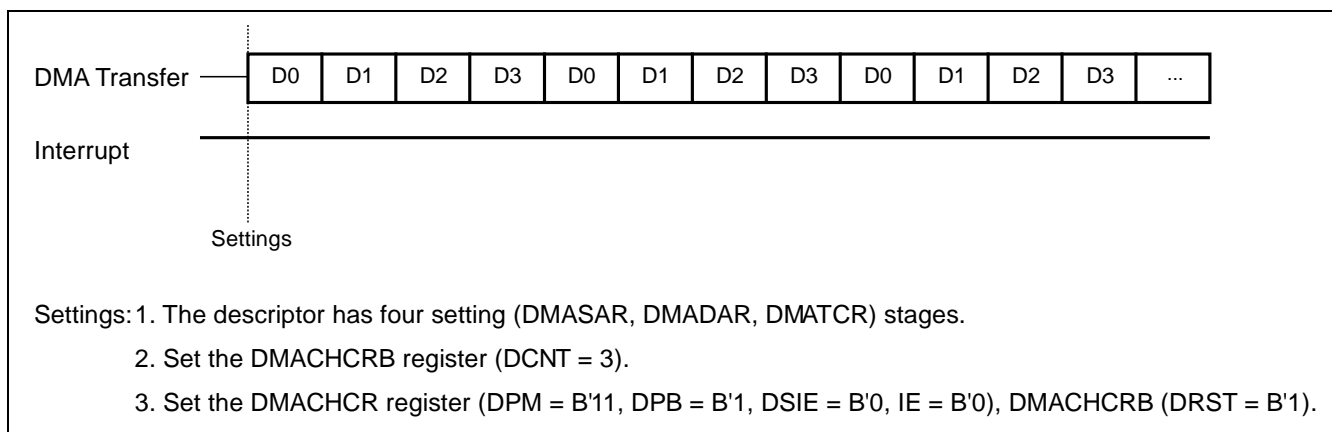 DMA Transfer D0 D1 D2 D3 D0 D1 D2 D3 D0 D1 D2 D3 ...
Interrupt
Settings
Settings: 1. The descriptor has four setting (DMASAR, DMADAR, DMATCR) stages.
2. Set the DMACHCRB register (DCNT = 3).
3. Set the DMACHCR register (DPM = B'11, DPB = B'1, DSIE = B'0, IE = B'0), DMACHCRB (DRST = B'1).